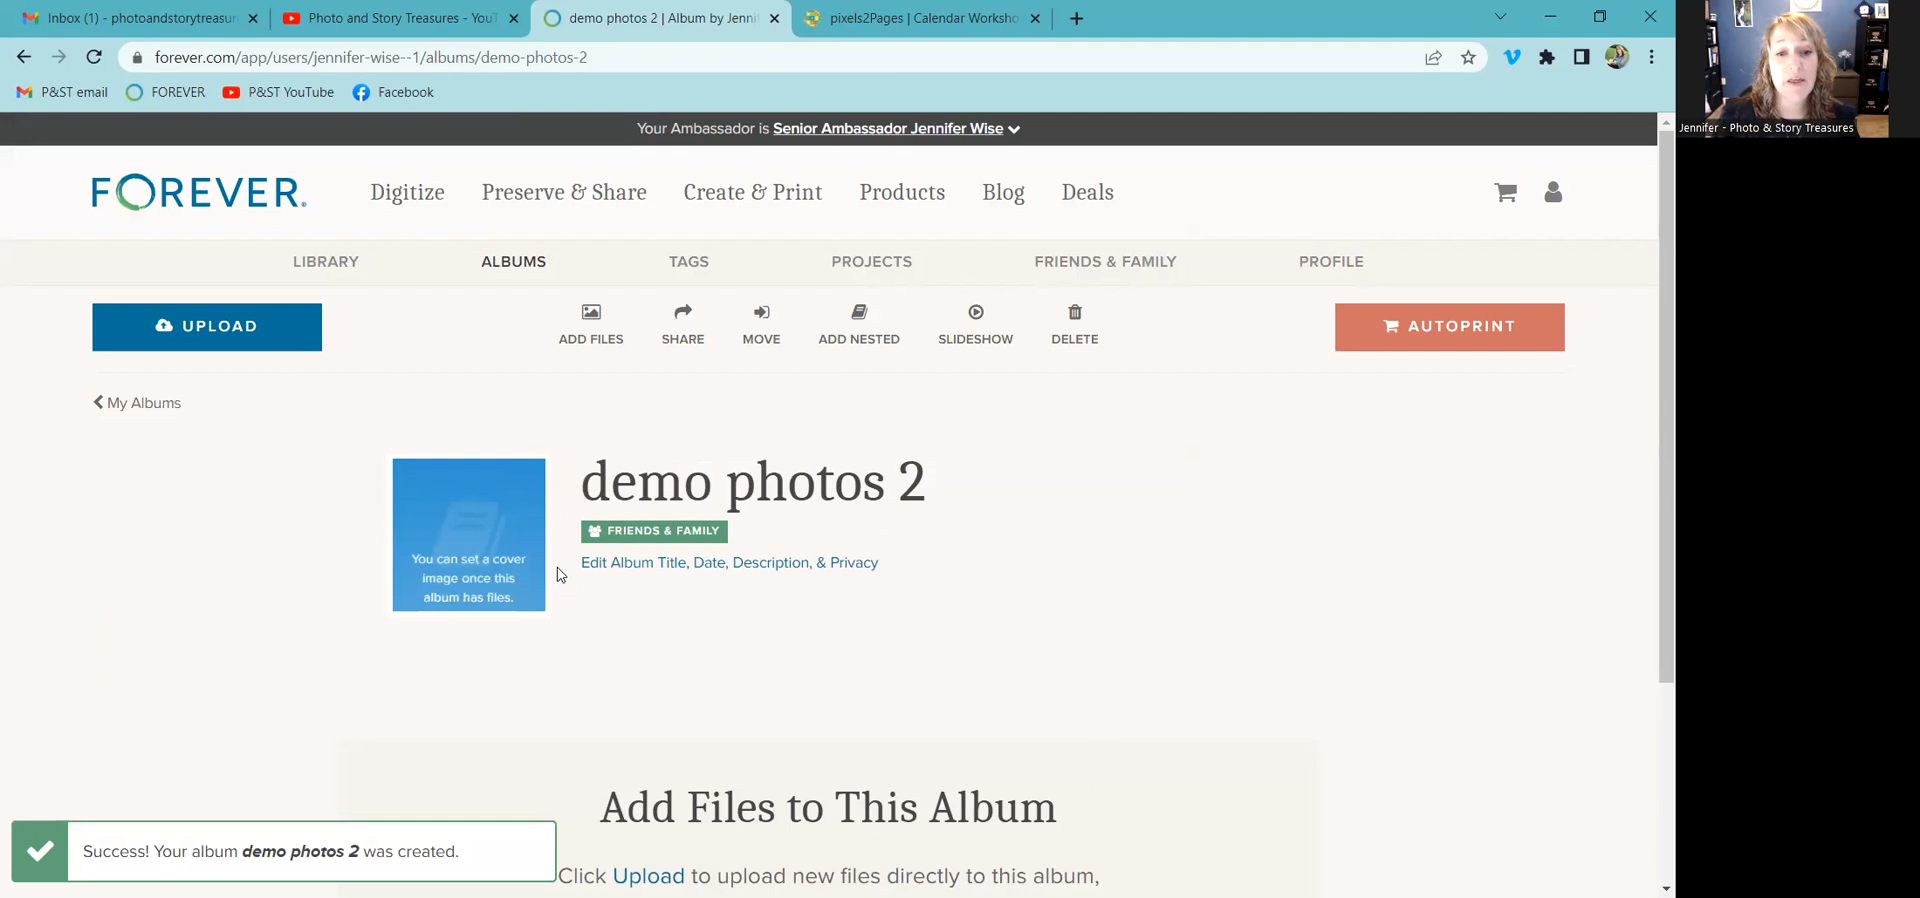 Inbox (1) - photoandstorytreasur
Photo and Story Treasures - YouT
demo photos 2 | Album by Jenni
pixels2Pages | Calendar Worksho
forever.com/app/users/jennifer-wise--1/albums/demo-photos-2
P&ST email
FOREVER
P&ST YouTube
Facebook
Jennifer - Photo & Story Treasures
Your Ambassador is Senior Ambassador Jennifer Wise
FOREVER.
Digitize
Preserve & Share
Create & Print
Products
Blog
Deals
LIBRARY
ALBUMS
TAGS
PROJECTS
FRIENDS & FAMILY
PROFILE
UPLOAD
ADD FILES
SHARE
MOVE
ADD NESTED
SLIDESHOW
DELETE
AUTOPRINT
My Albums
You can set a cover
image once this
album has files.
demo photos 2
FRIENDS & FAMILY
Edit Album Title, Date, Description, & Privacy
Add Files to This Album
Click Upload to upload new files directly to this album,
Success! Your album demo photos 2 was created.